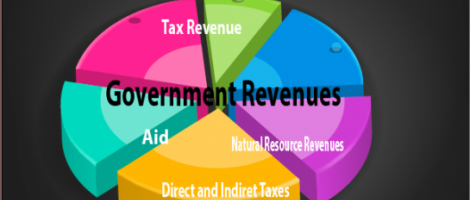 Tax Revenue
Government Revenues
Aid
Natural Resource Revenues
Direct and Indiret Taxes